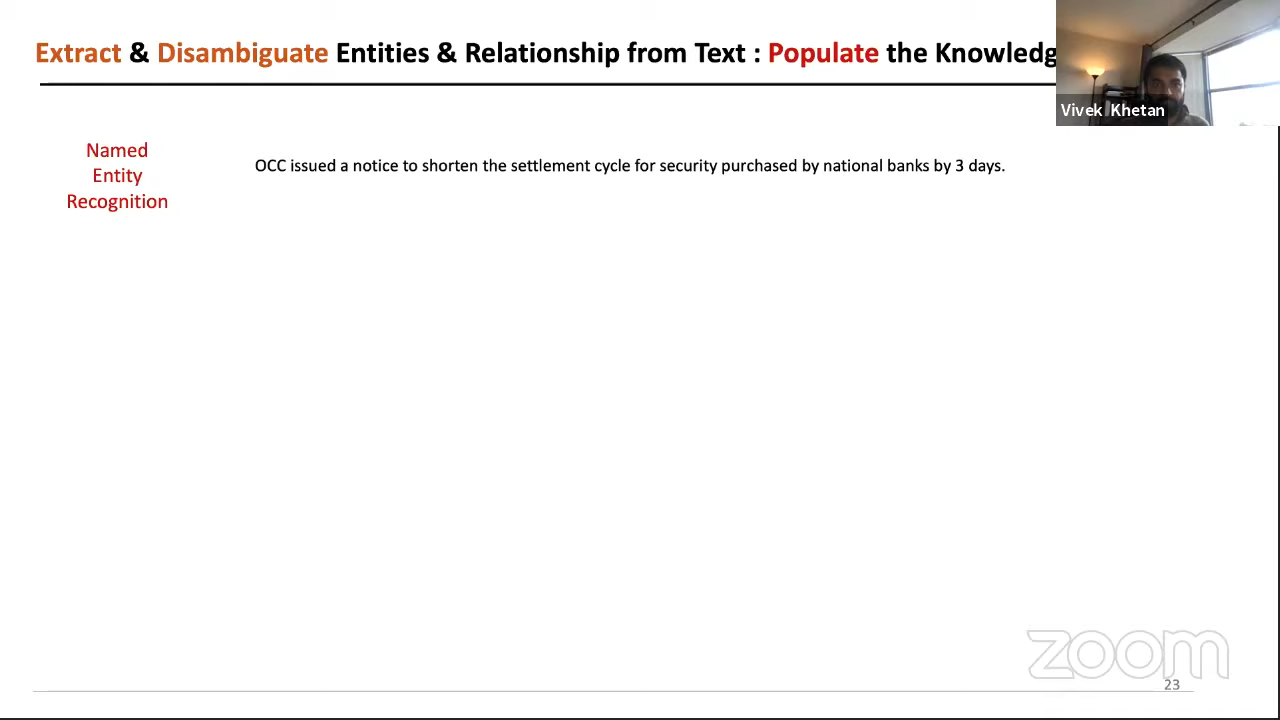 Extract & Disambiguate Entities & Relationship from Text : Populate the Knowledg
Vivek Khetan
Named
Entity
Recognition
OCC issued a notice to shorten the settlement cycle for security purchased by national banks by 3 days.
zoom
23